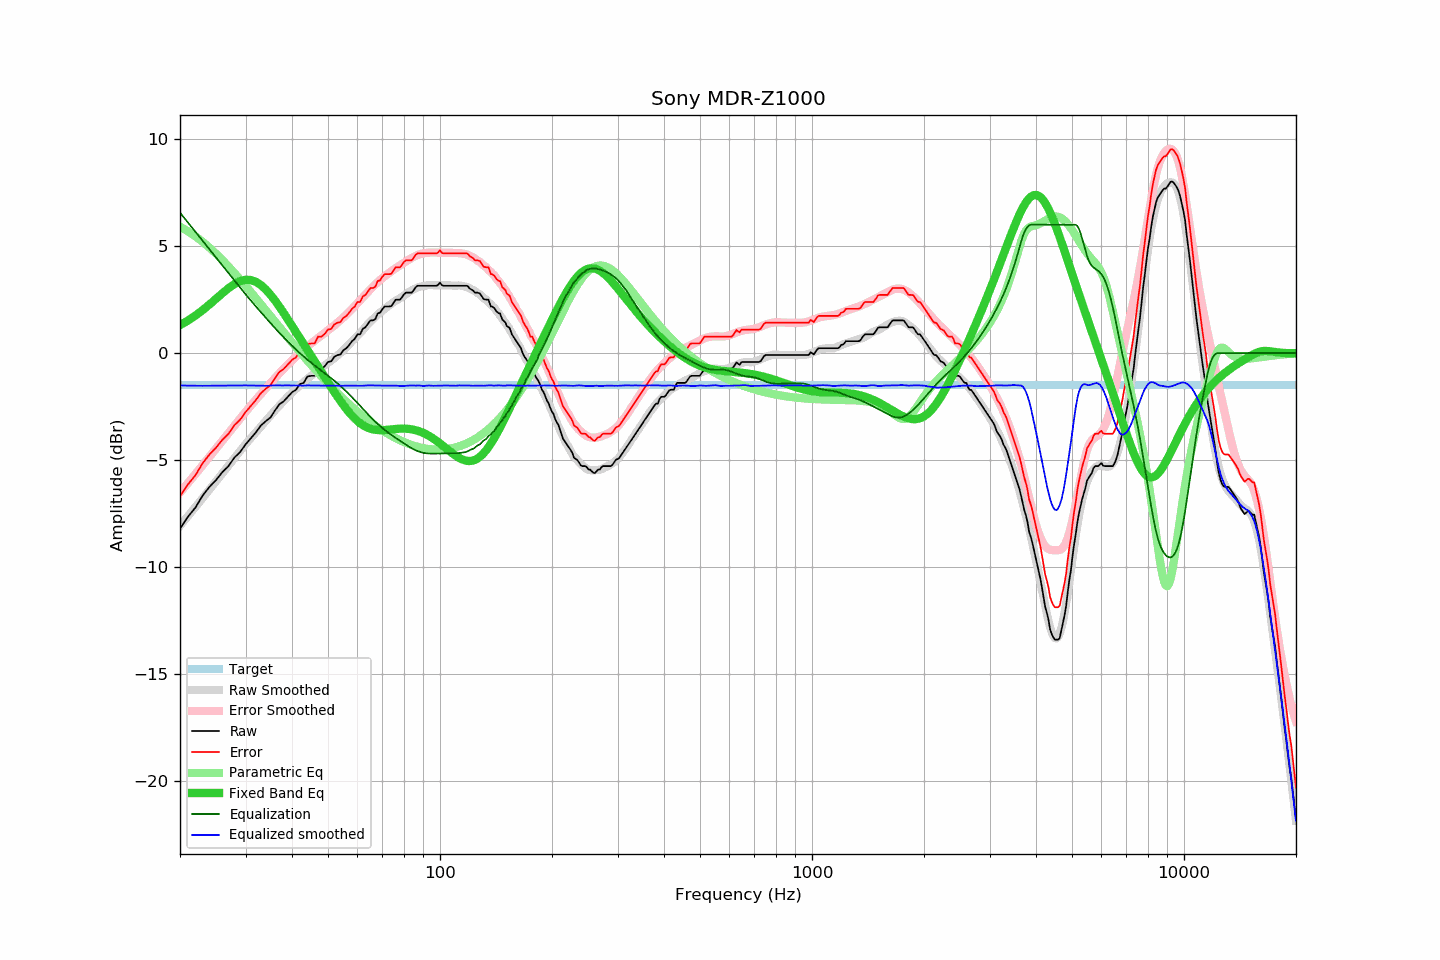 Sony MDR-Z1000
Amplitude (dBr)
10
5
0
−5
−10
−15
−20
Target
Raw Smoothed
Error Smoothed
Raw
Error
Parametric Eq
Fixed Band Eq
Equalization
Equalized smoothed
100
1000
10000
Frequency (Hz)